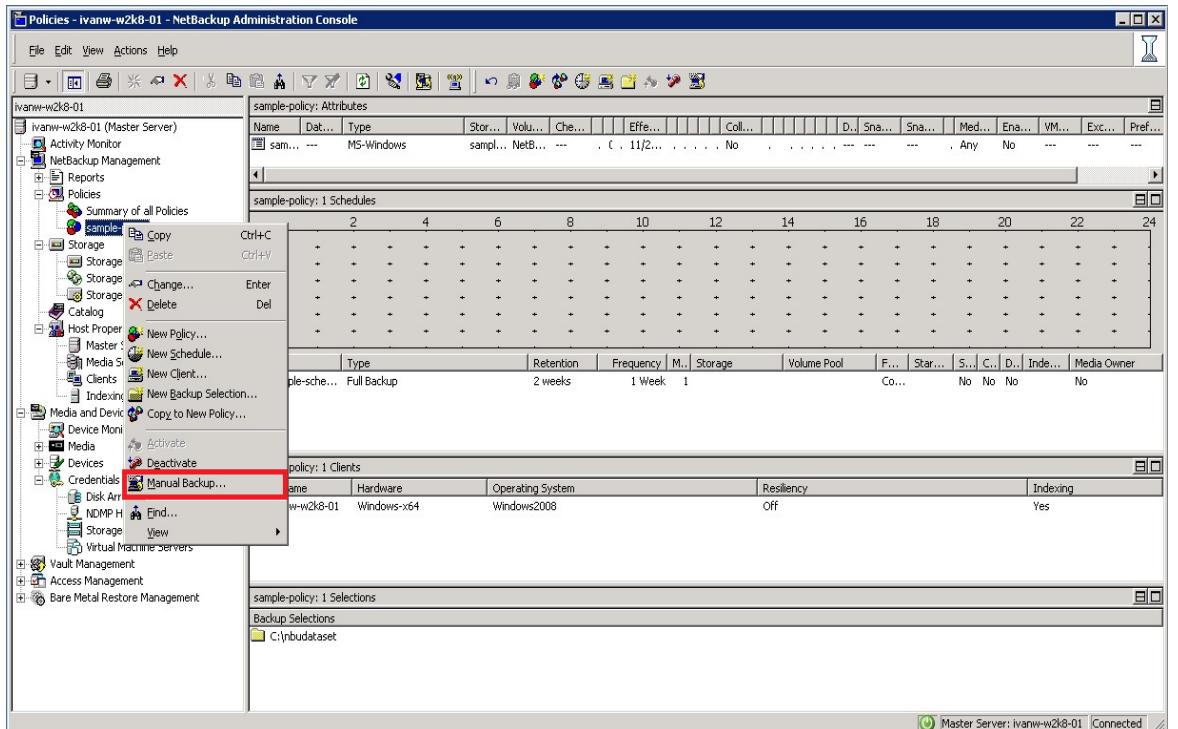 Policies - ivanw-w2k8-01 - NetBackup Administration Console
File Edit View Actions Help
ivanw-w2k8-01
ivanw-w2k8-01 (Master Server)
Activity Monitor
NetBackup Management
Reports
Policies
Summary of all Policies
sample-
Storage
Storage
Storage
Storage
Catalog
Host Proper
Master S
Media Se
Clients
Indexing
Media and Devic
Device Moni
Media
Devices
Credentials
Disk Arr
NDMP H
Storage
Virtual Machine Servers
Vault Management
Access Management
Bare Metal Restore Management
Copy Ctrl+C
Paste Ctrl+V
Change... Enter
Delete Del
New Policy...
New Schedule...
New Client...
New Backup Selection...
Copy to New Policy...
Activate
Deactivate
Manual Backup...
Find...
View
sample-policy: Attributes
Name Dat... Type Stor... Volu... Che... Effe... Coll... D.. Sna... Sna... Med... Ena... VM... Exc... Pref...
sam... --- MS-Windows sampl... NetB... --- . ( . 11/2... . . . . . No . . . . . . --- --- --- . Any No --- --- ---
sample-policy: 1 Schedules
2 4 6 8 10 12 14 16 18 20 22 24
Type Retention Frequency M... Storage Volume Pool F... Star... S... C... D... Inde... Media Owner
ple-sche... Full Backup 2 weeks 1 Week 1 Co... No No No No
policy: 1 Clients
ame Hardware Operating System Resiliency Indexing
w-w2k8-01 Windows-x64 Windows2008 Off Yes
sample-policy: 1 Selections
Backup Selections
C:\nbudataset
Master Server: ivanw-w2k8-01 Connected